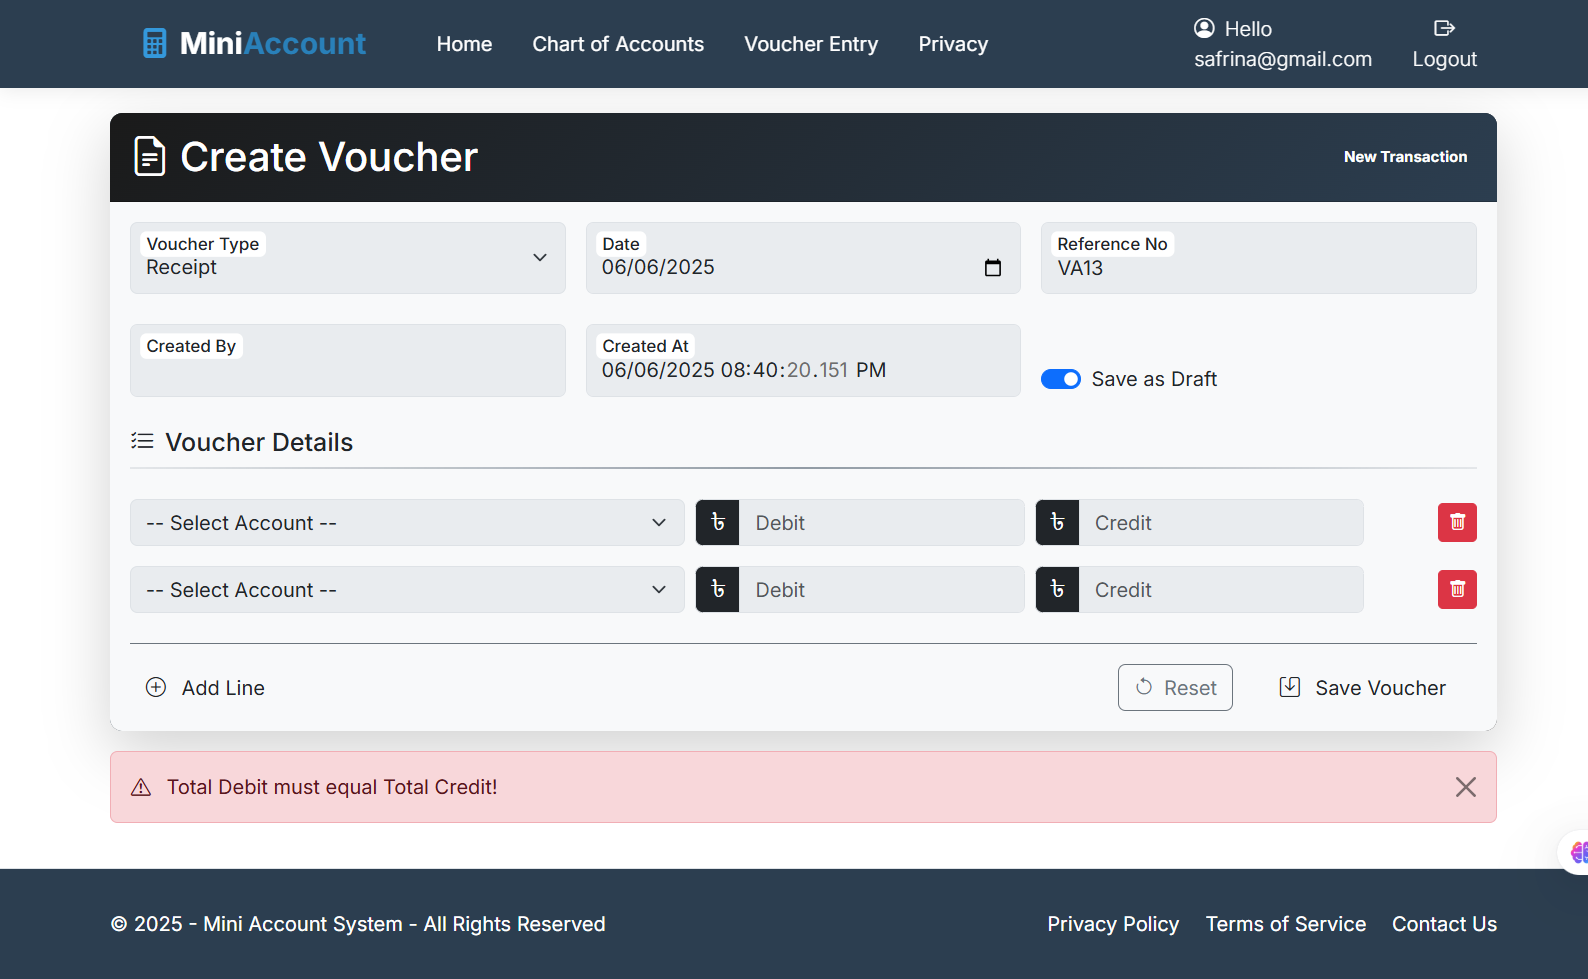 MiniAccount
Home
Chart of Accounts
Voucher Entry
Privacy
Hello
safrina@gmail.com
Logout
Create Voucher
New Transaction
Voucher Type
Receipt
Date
06/06/2025
Reference No
VA13
Created By
Created At
06/06/2025 08:40:20.151 PM
Save as Draft
Voucher Details
-- Select Account --
৳
Debit
৳
Credit
-- Select Account --
৳
Debit
৳
Credit
Add Line
Reset
Save Voucher
Total Debit must equal Total Credit!
© 2025 - Mini Account System - All Rights Reserved
Privacy Policy
Terms of Service
Contact Us